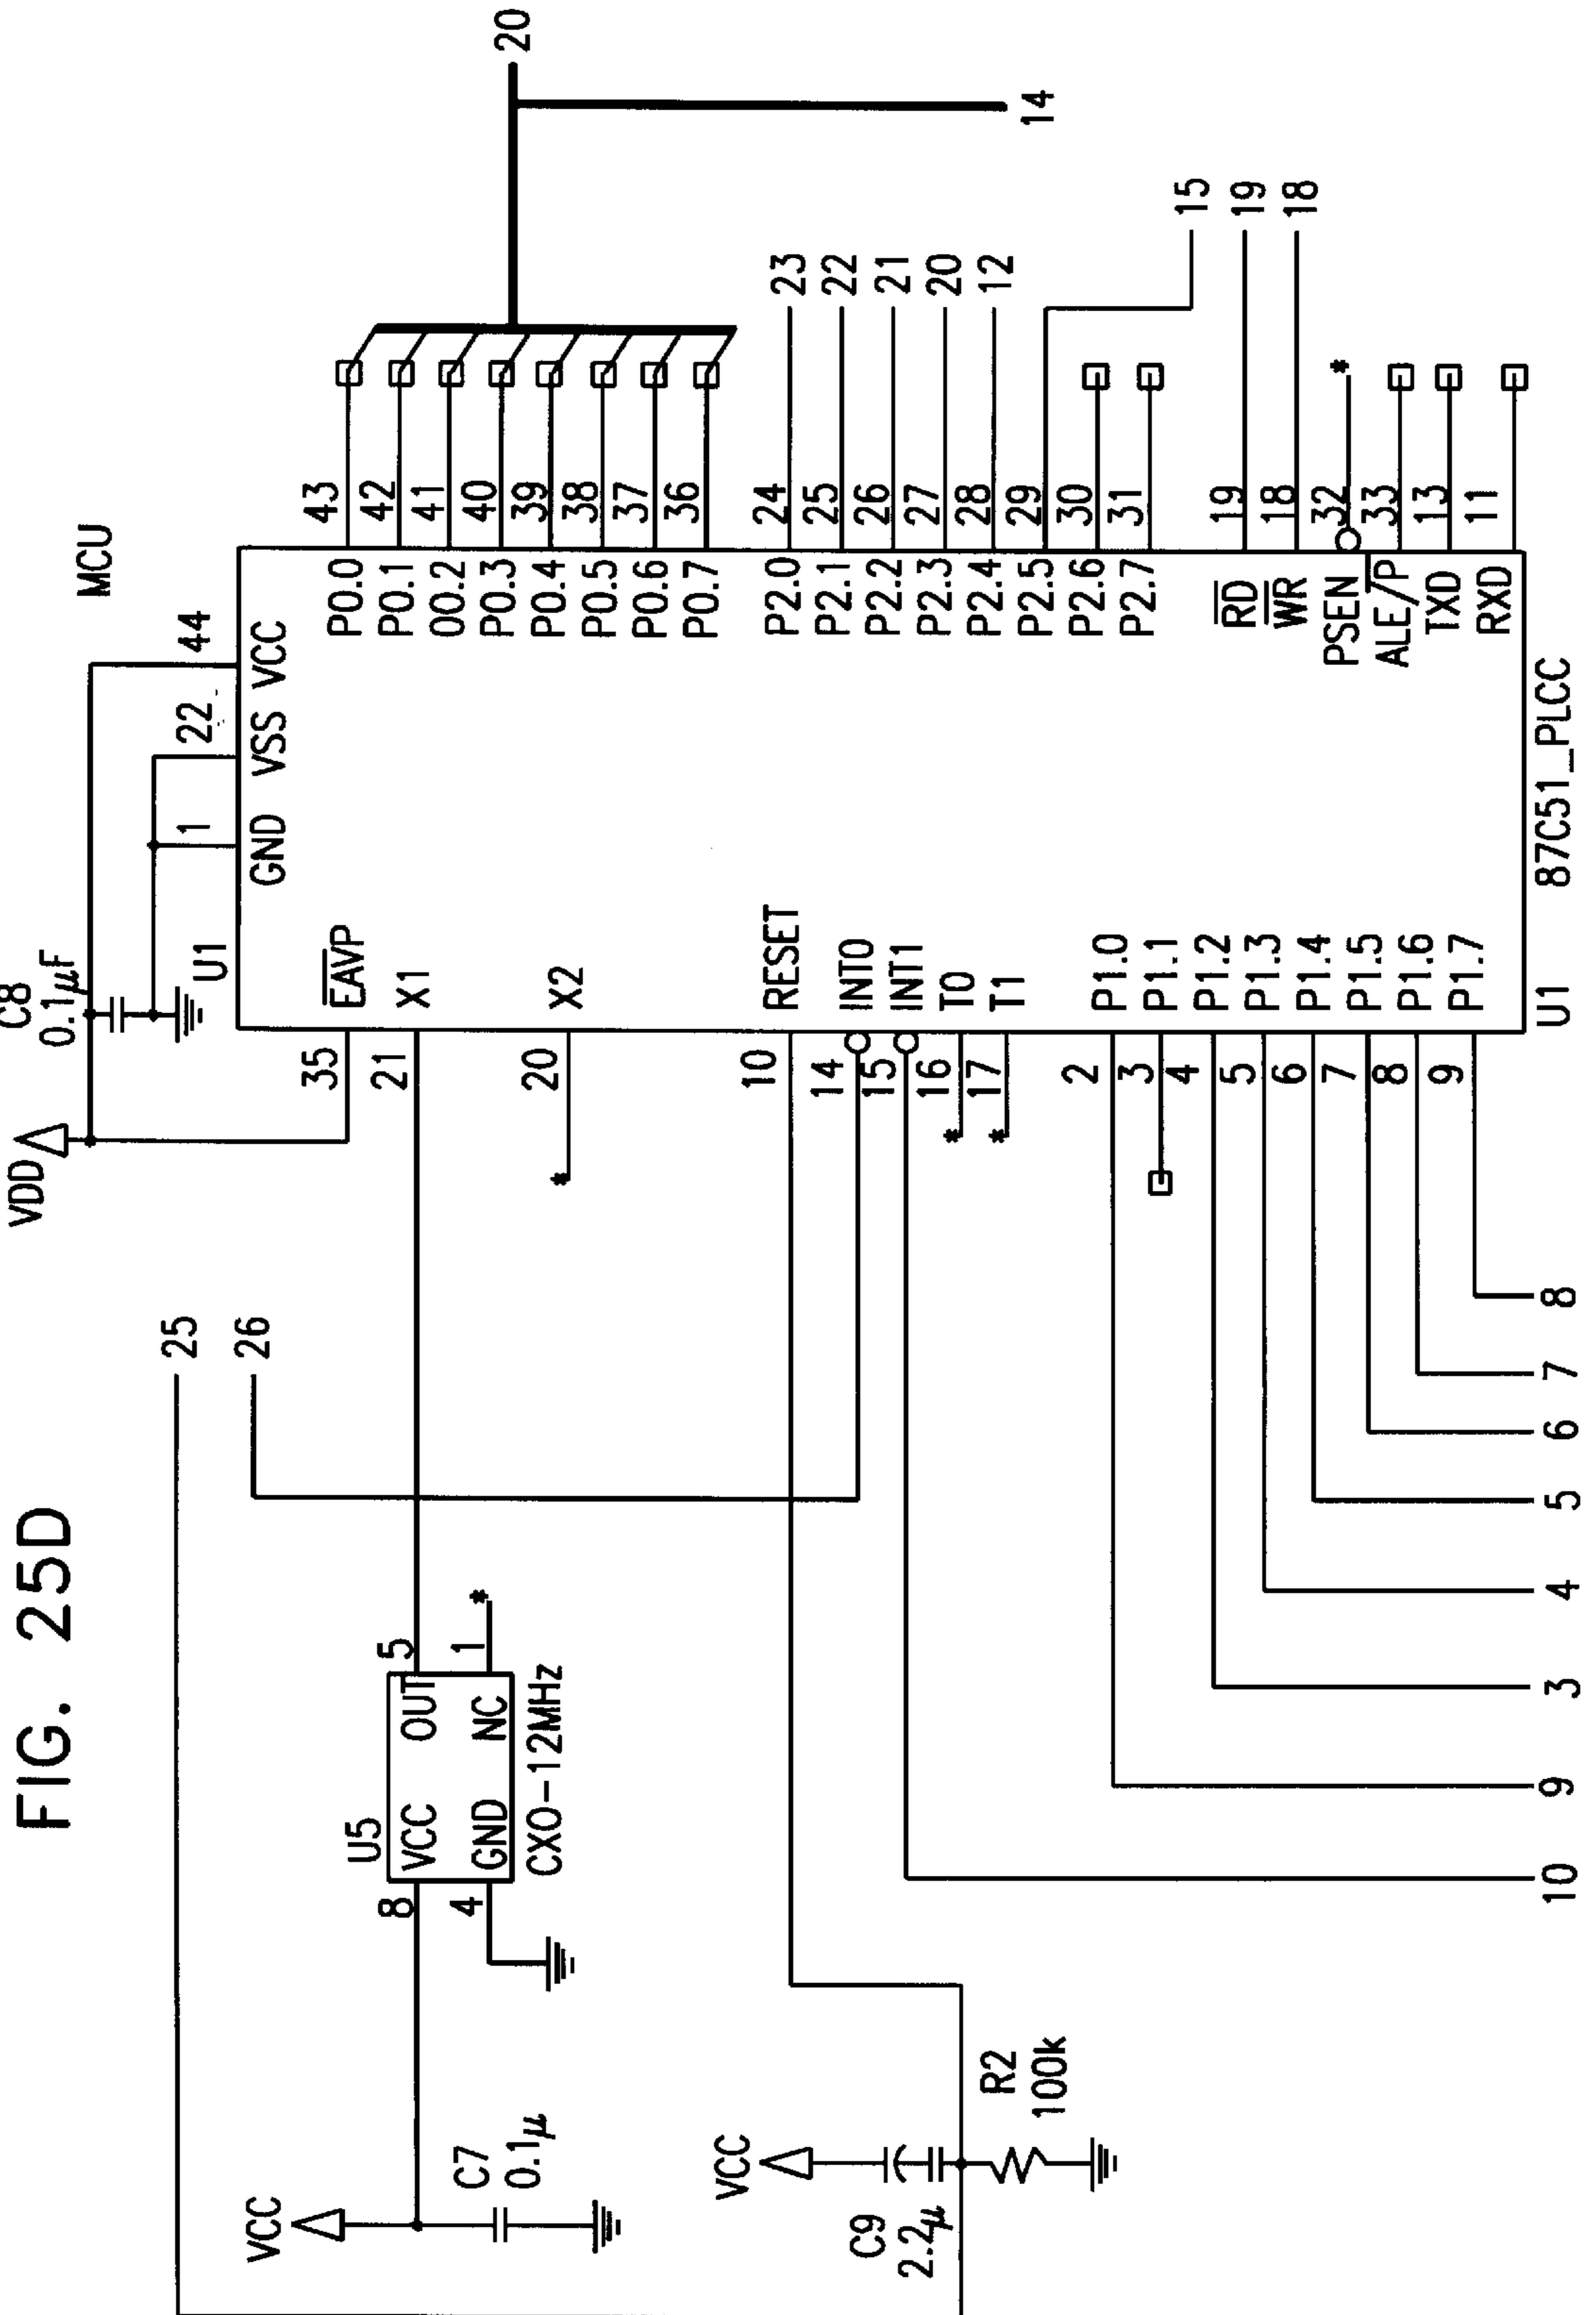 FIG. 25D
VDD
C8
0.1μF
MCU
U1
1
22
44
GND VSS VCC
25
26
VCC
C7
0.1μ
U5
8
VCC
OUT
5
4
GND
NC
1
*
CXO-12MHz
VCC
C9
2.2μ
R2
100k
35
EAVP
21
X1
20
X2
*
10
RESET
14
INT0
15
INT1
16
T0
*
17
T1
*
2
P1.0
3
P1.1
4
P1.2
5
P1.3
6
P1.4
7
P1.5
8
P1.6
9
P1.7
P0.0
43
P0.1
42
O0.2
41
P0.3
40
P0.4
39
P0.5
38
P0.6
37
P0.7
36
20
14
P2.0
24
23
P2.1
25
22
P2.2
26
21
P2.3
27
20
P2.4
28
12
P2.5
29
15
P2.6
30
P2.7
31
RD
19
19
WR
18
18
PSEN
32
*
ALE/P
33
TXD
13
RXD
11
U1
87C51_PLCC
10
9
3
4
5
6
7
8